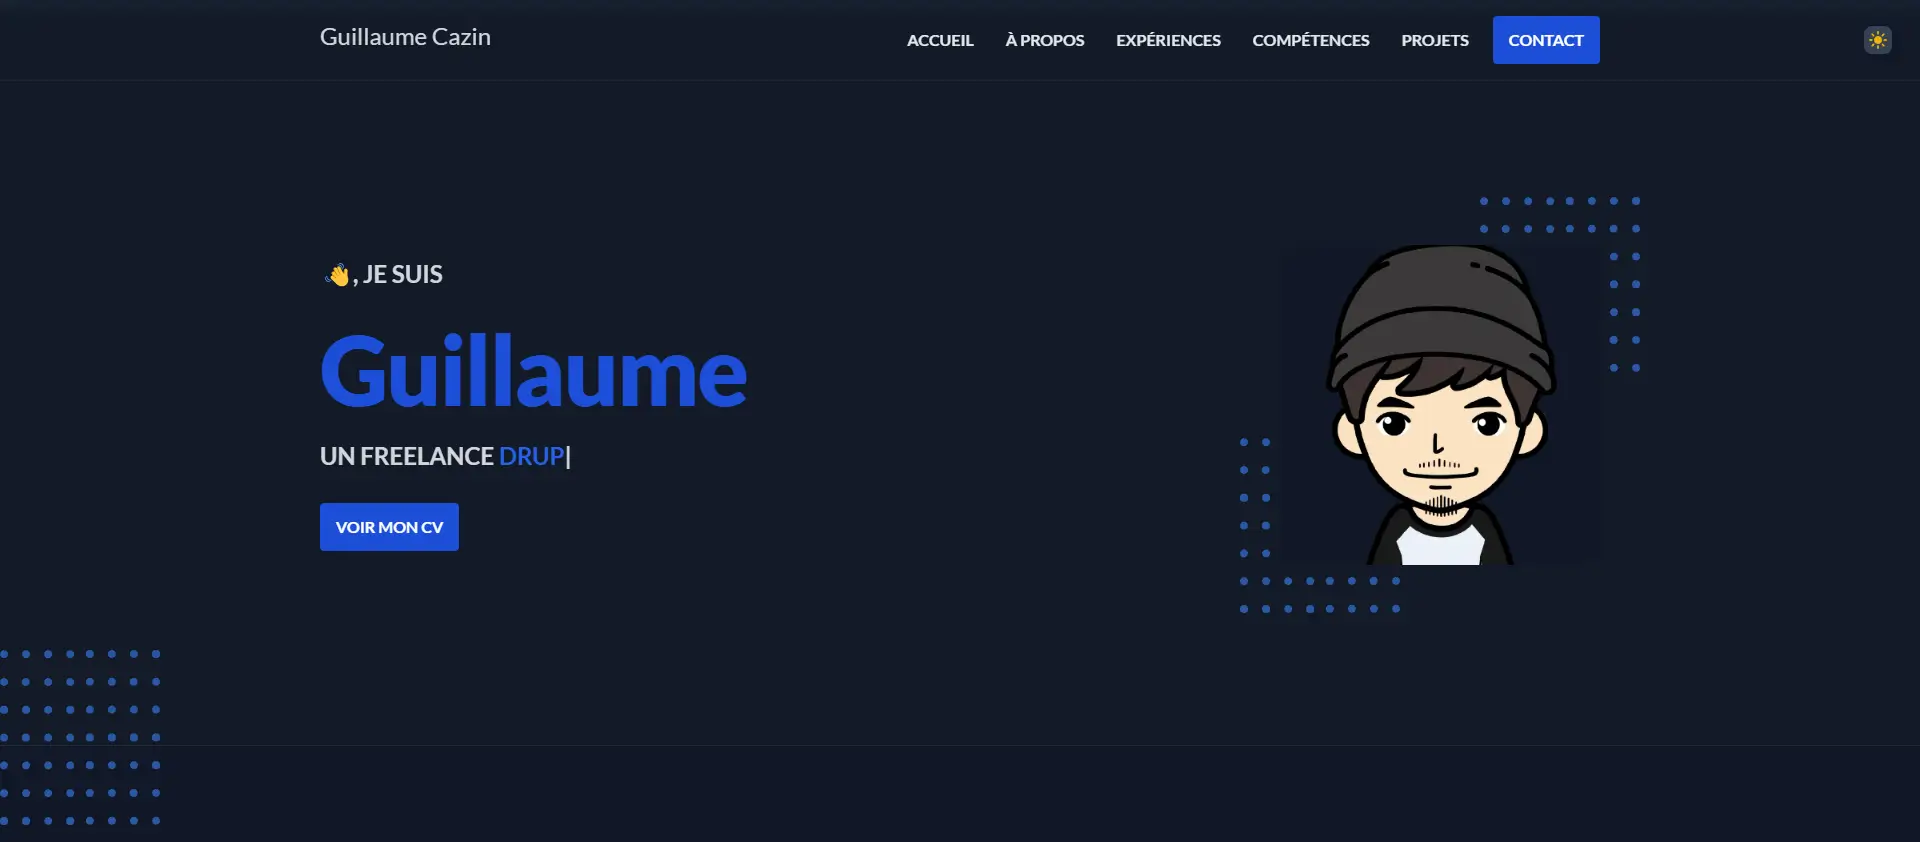 Guillaume Cazin
ACCUEIL
À PROPOS
EXPÉRIENCES
COMPÉTENCES
PROJETS
CONTACT
👋, JE SUIS
Guillaume
UN FREELANCE DRUP|
VOIR MON CV